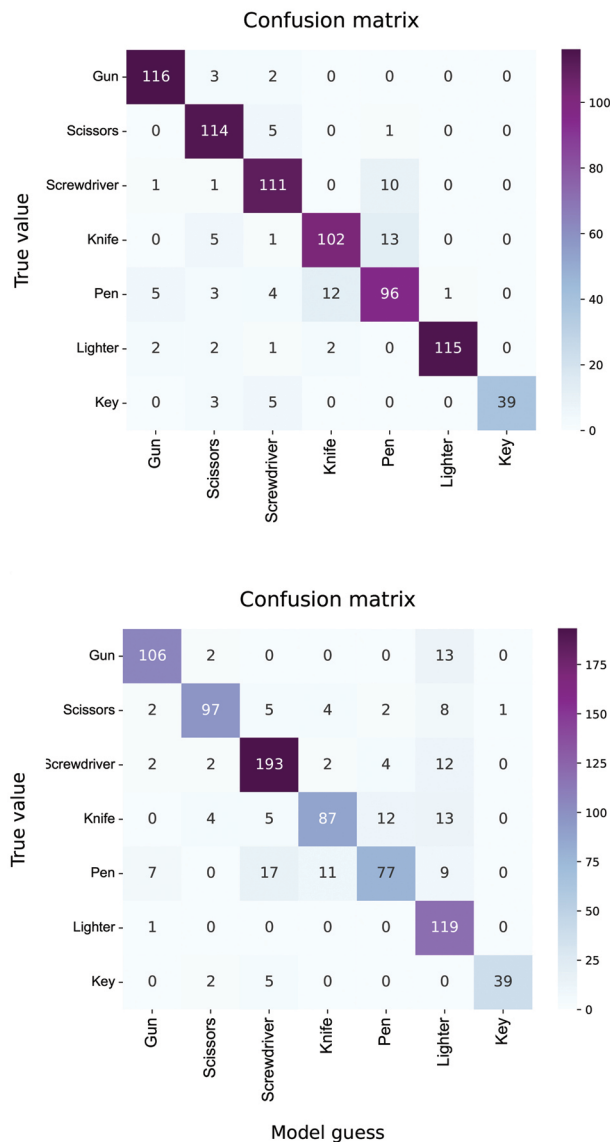 Confusion matrix
True value
Gun 116 3 2 0 0 0 0
Scissors 0 114 5 0 1 0 0
Screwdriver 1 1 111 0 10 0 0
Knife 0 5 1 102 13 0 0
Pen 5 3 4 12 96 1 0
Lighter 2 2 1 2 0 115 0
Key 0 3 5 0 0 0 39
Gun Scissors Screwdriver Knife Pen Lighter Key
100
80
60
40
20
0
Confusion matrix
True value
Gun 106 2 0 0 0 13 0
Scissors 2 97 5 4 2 8 1
Screwdriver 2 2 193 2 4 12 0
Knife 0 4 5 87 12 13 0
Pen 7 0 17 11 77 9 0
Lighter 1 0 0 0 0 119 0
Key 0 2 5 0 0 0 39
Gun Scissors Screwdriver Knife Pen Lighter Key
175
150
125
100
75
50
25
0
Model guess